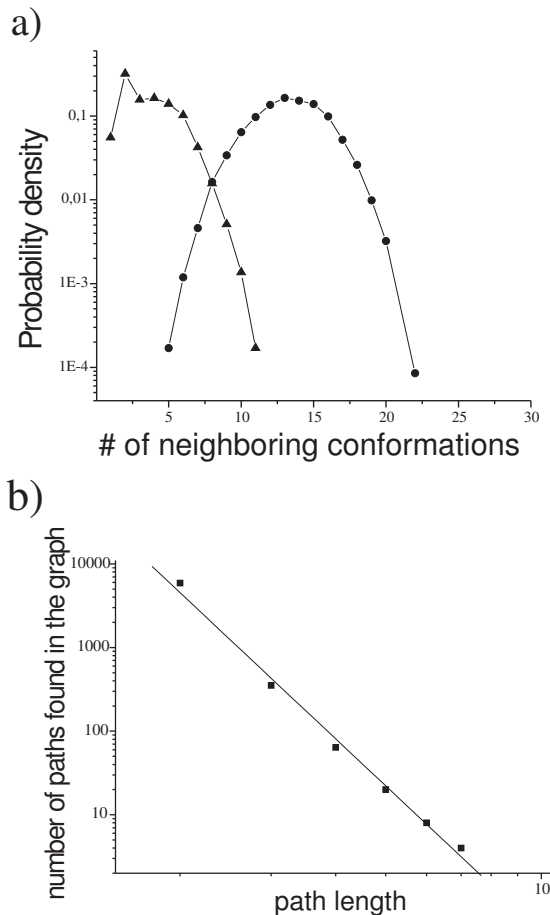 a)
Probability density
0,1
0,01
1E-3
1E-4
5 10 15 20 25 30
# of neighboring conformations
b)
number of paths found in the graph
10000
1000
100
10
10
path length